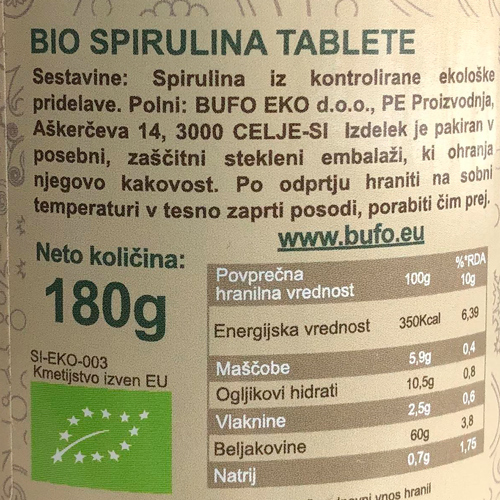 BIO SPIRULINA TABLETE
Sestavine: Spirulina iz kontrolirane ekološke
pridelave. Polni: BUFO EKO d.o.o., PE Proizvodnja,
Aškerčeva 14, 3000 CELJE-SI Izdelek je pakiran v
posebni, zaščitni stekleni embalaži, ki ohranja
njegovo kakovost. Po odprtju hraniti na sobni
temperaturi v tesno zaprti posodi, porabiti čim prej.
www.bufo.eu
Neto količina:
180g
SI-EKO-003
Kmetijstvo izven EU
Povprečna hranilna vrednost 100g %*RDA 10g
Energijska vrednost 350Kcal 6,39
Maščobe 5,9g 0,4
Ogljikovi hidrati 10,5g 0,8
Vlaknine 2,5g 0,6
Beljakovine 60g 3,8
Natrij 0,7g 1,75
vnos hranil